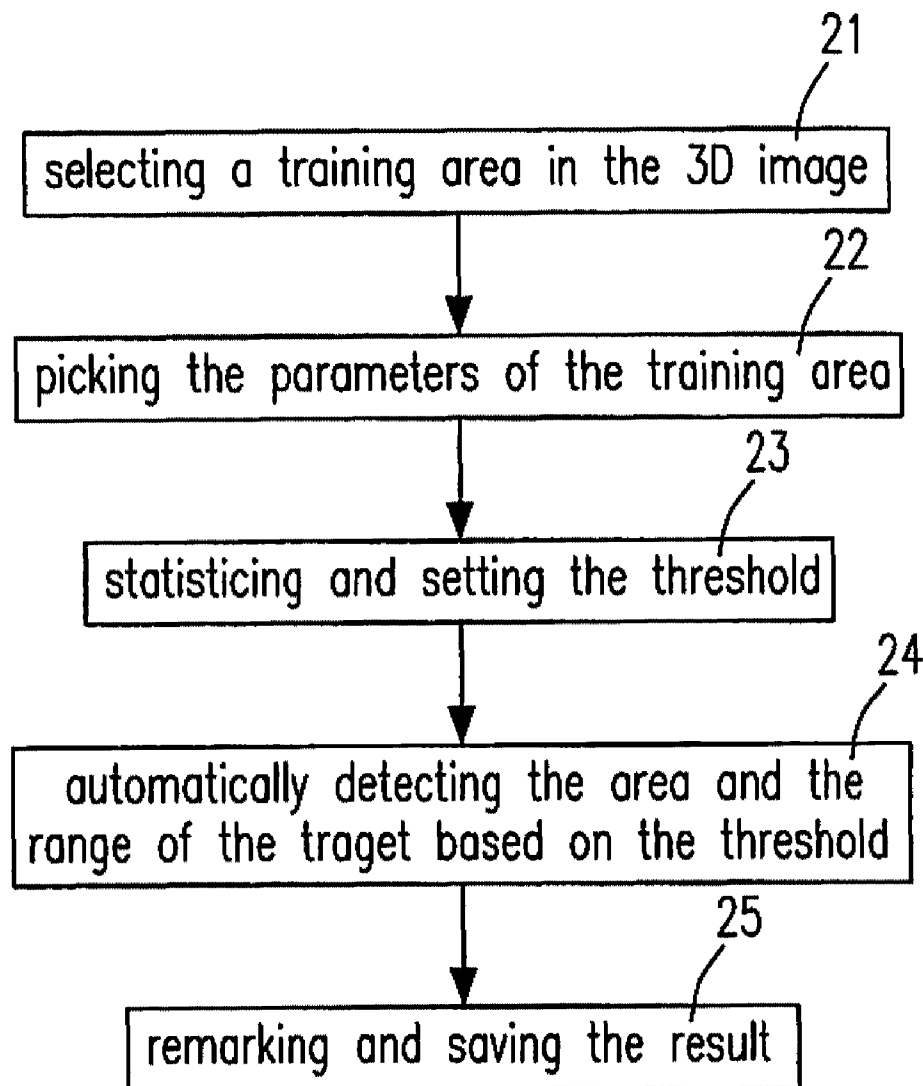 21
selecting a training area in the 3D image
22
picking the parameters of the training area
23
statisticing and setting the threshold
24
automatically detecting the area and the
range of the traget based on the threshold
25
remarking and saving the result